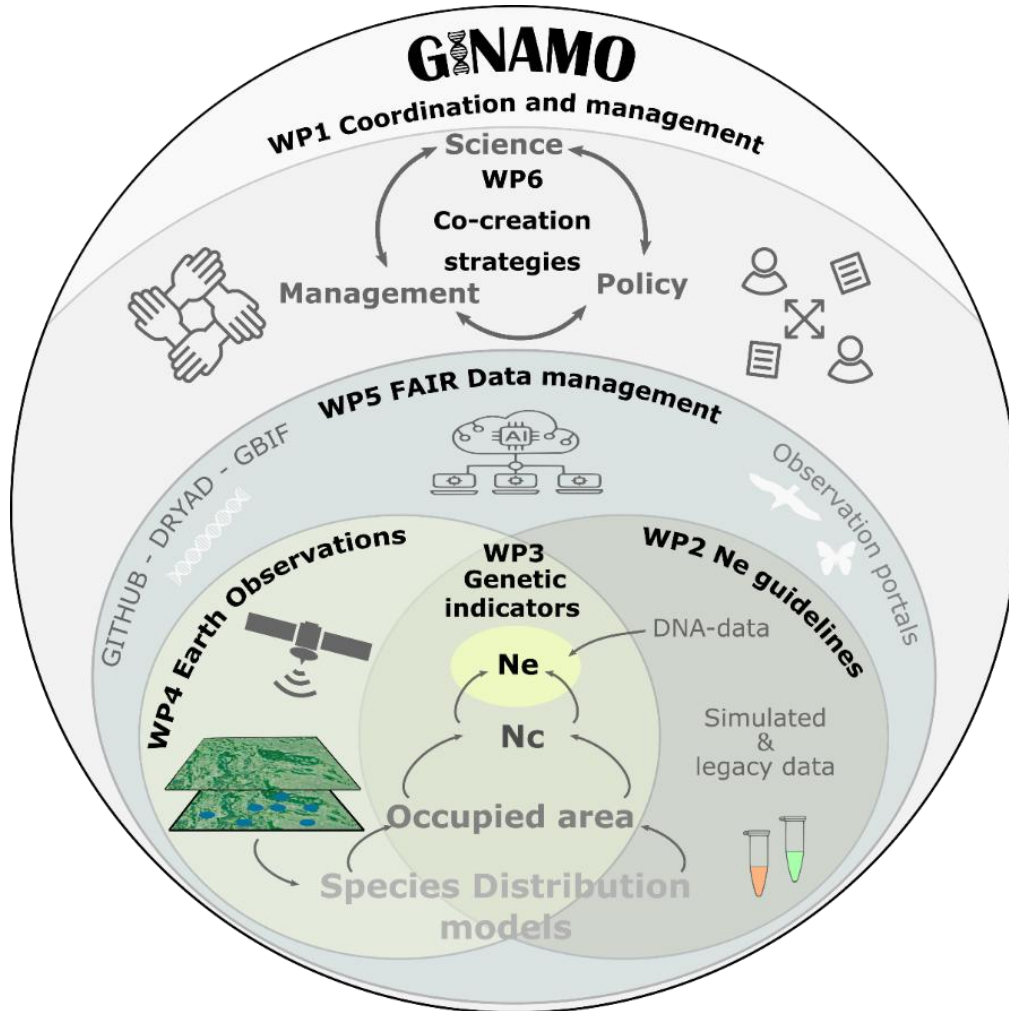 GINAMO
WP1 Coordination and management
Science
WP6
Co-creation
strategies
Management
Policy
WP5 FAIR Data management
AI
GITHUB - DRYAD - GBIF
Observation portals
WP4 Earth Observations
WP3
Genetic
indicators
WP2 Ne guidelines
DNA-data
Ne
Nc
Simulated
&
legacy data
Occupied area
Species Distribution
models